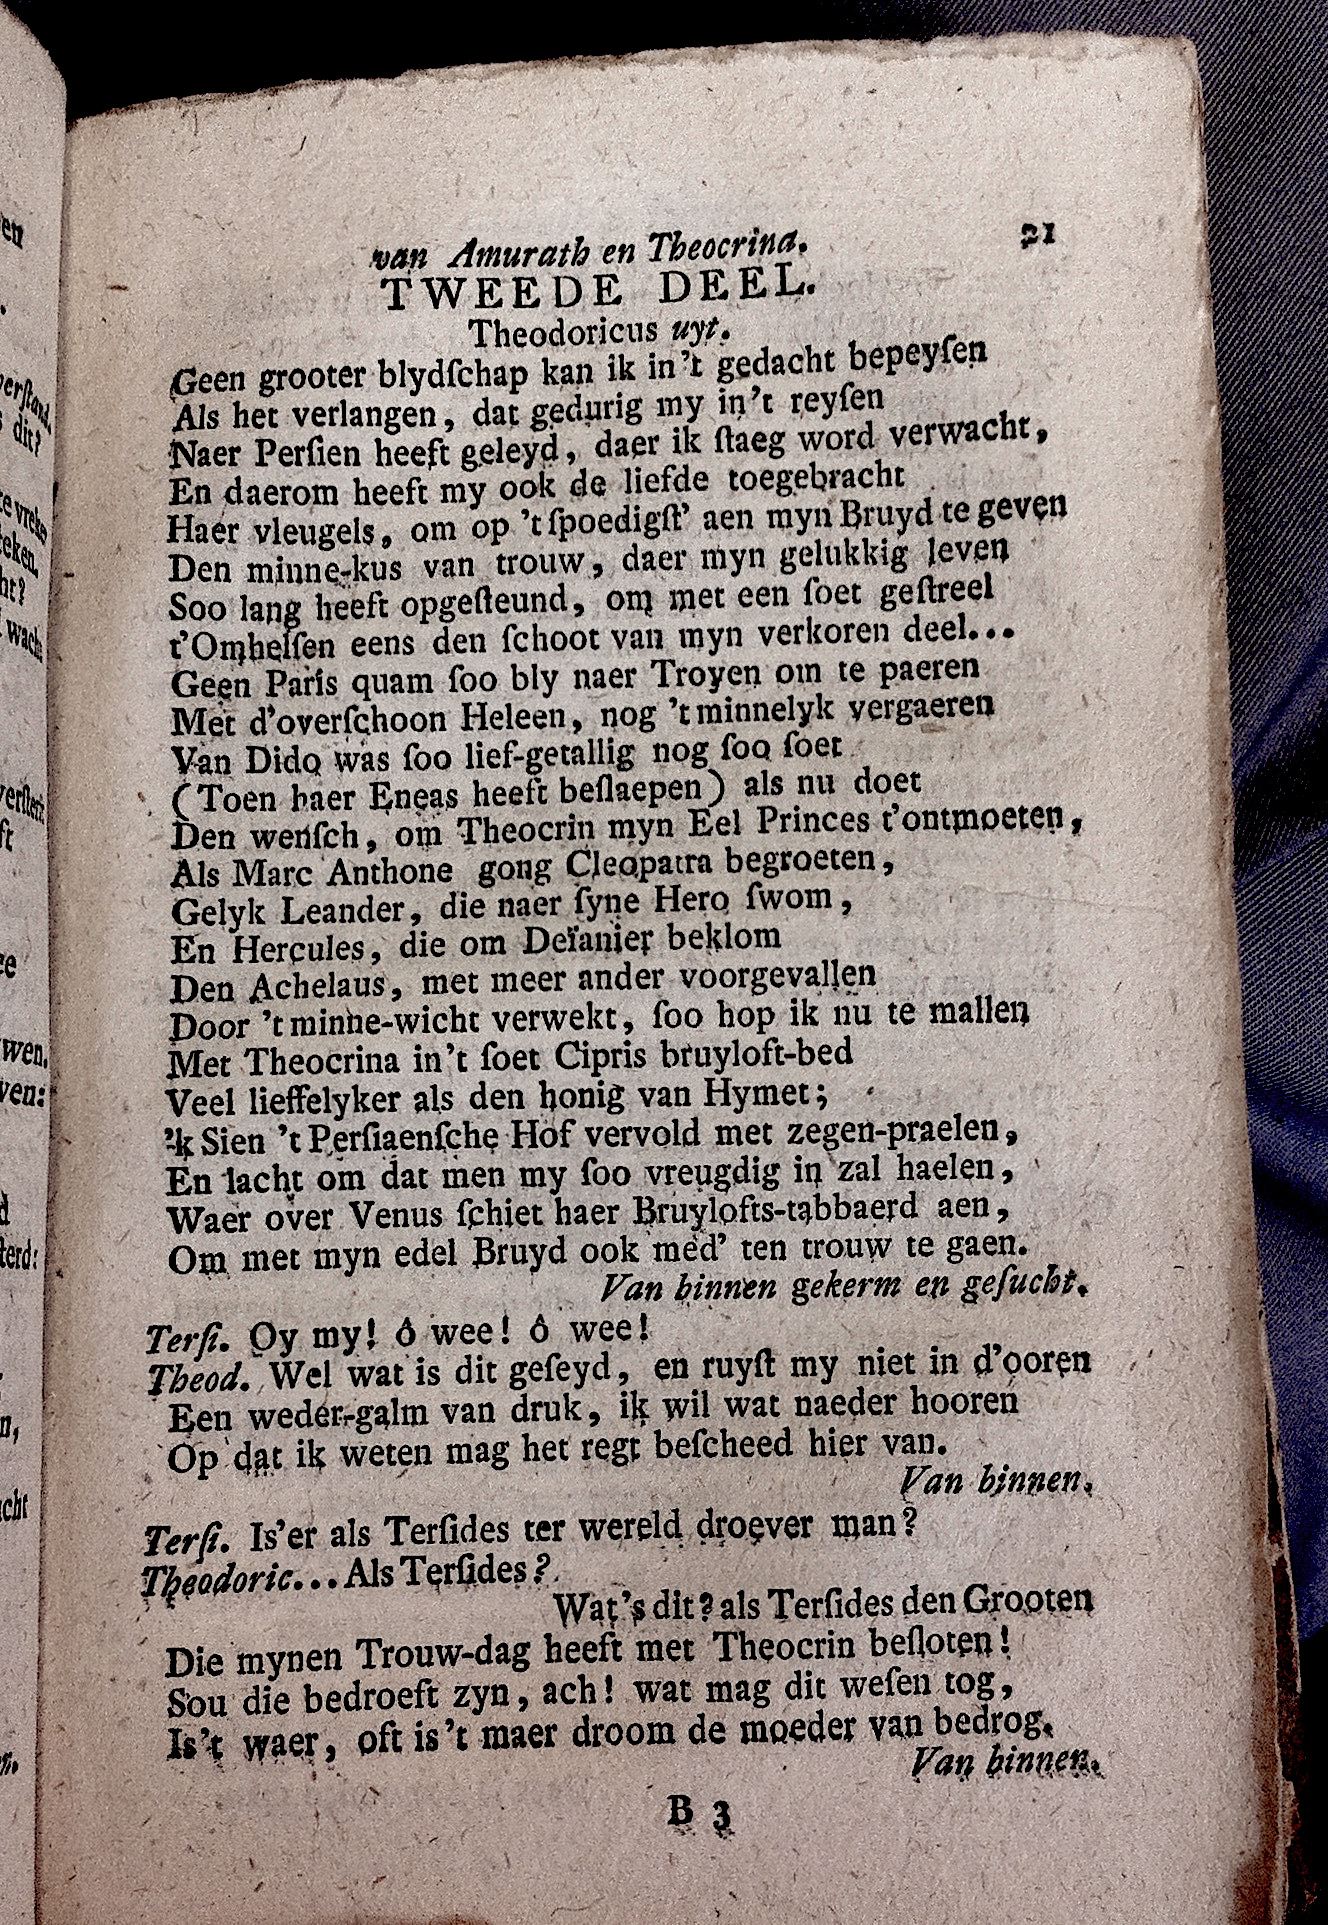 van Amurath en Theocrina. 21
TWEEDE DEEL.
Theodoricus uyt.
Geen grooter blydſchap kan ik in't gedacht bepeyſen
Als het verlangen, dat gedurig my in't reyſen
Naer Perſien heeft geleyd, daer ik ſtaeg word verwacht,
En daerom heeft my ook de liefde toegebracht
Haer vleugels, om op 't ſpoedigſt' aen myn Bruyd te geven
Den minne-kus van trouw, daer myn gelukkig leven
Soo lang heeft opgeſteund, om met een ſoet geſtreel
t'Omhelſen eens den ſchoot van myn verkoren deel...
Geen Paris quam ſoo bly naer Troyen om te paeren
Met d'overſchoon Heleen, nog 't minnelyk vergaeren
Van Dido was ſoo lief-getallig nog ſoo ſoet
(Toen haer Eneas heeft beſlaepen) als nu doet
Den wenſch, om Theocrin myn Eel Princes t'ontmoeten,
Als Marc Anthone gong Cleopatra begroeten,
Gelyk Leander, die naer ſyne Hero ſwom,
En Hercules, die om Deïanier beklom
Den Achelaus, met meer ander voorgevallen
Door 't minne-wicht verwekt, ſoo hop ik nu te mallen
Met Theocrina in't ſoet Cipris bruyloft-bed
Veel lieffelyker als den honig van Hymet;
'k Sien 't Perſiaenſche Hof vervold met zegen-praelen,
En lacht om dat men my ſoo vreugdig in zal haelen,
Waer over Venus ſchiet haer Bruylofts-tabbaerd aen,
Om met myn edel Bruyd ook med' ten trouw te gaen.
Van binnen gekerm en geſucht.
Terſi. Oy my! ô wee! ô wee!
Theod. Wel wat is dit geſeyd, en ruyſt my niet in d'ooren
Een weder-galm van druk, ik wil wat naeder hooren
Op dat ik weten mag het regt beſcheed hier van.
Van binnen.
Terſi. Is'er als Terſides ter wereld droever man?
Theodoric... Als Terſides?
Wat's dit? als Terſides den Grooten
Die mynen Trouw-dag heeft met Theocrin beſloten!
Sou die bedroeft zyn, ach! wat mag dit weſen tog,
Is't waer, oft is't maer droom de moeder van bedrog.
Van binnen.
B 3